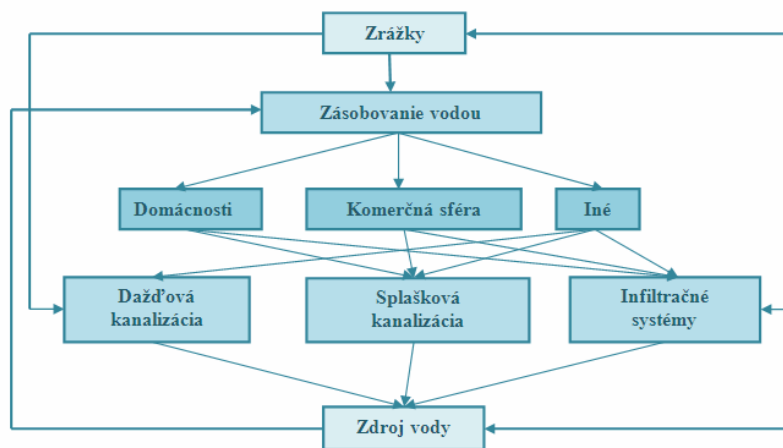 Zrážky
Zásobovanie vodou
Domácnosti
Komerčná sféra
Iné
Dažďová
kanalizácia
Splašková
kanalizácia
Infiltračné
systémy
Zdroj vody